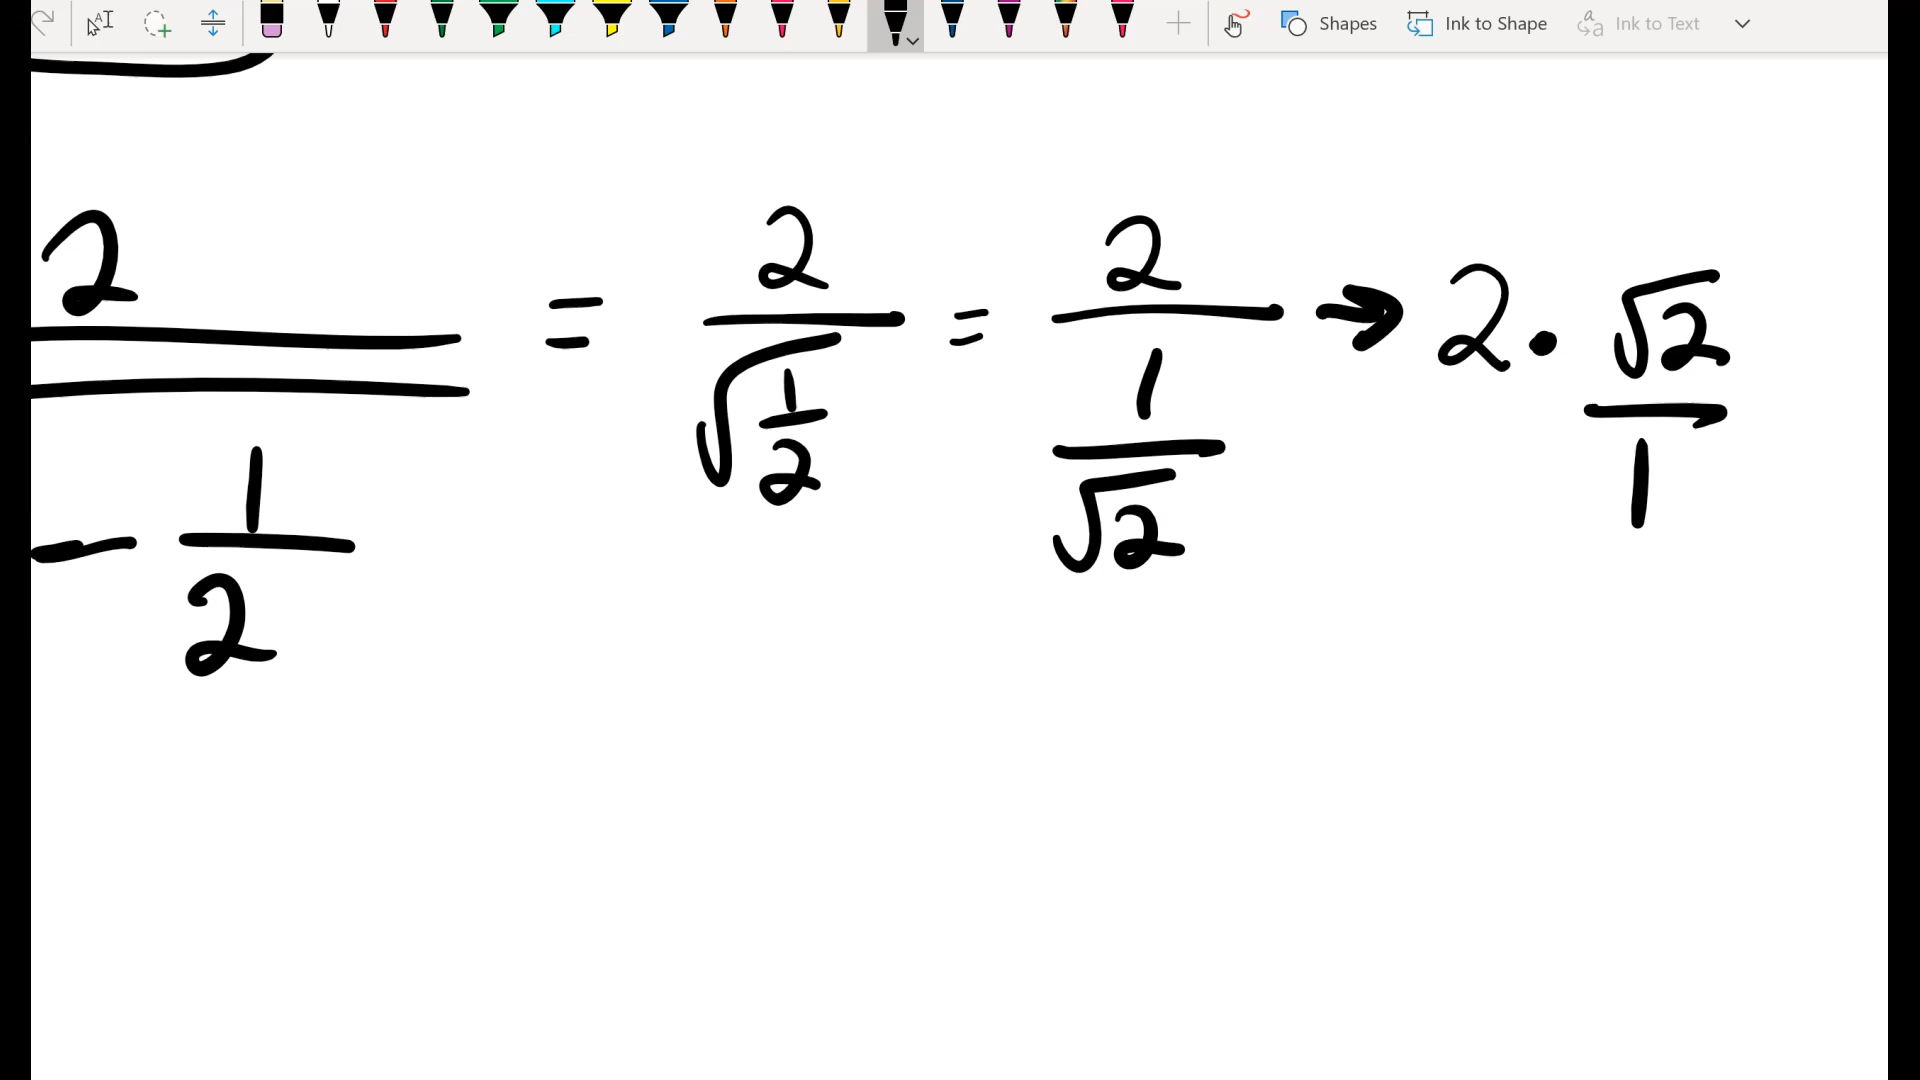 Shapes Ink to Shape Ink to Text
2 / √(… - 1/2) = 2 / √(1/2) = 2 / (1/√2) → 2 · √2/1